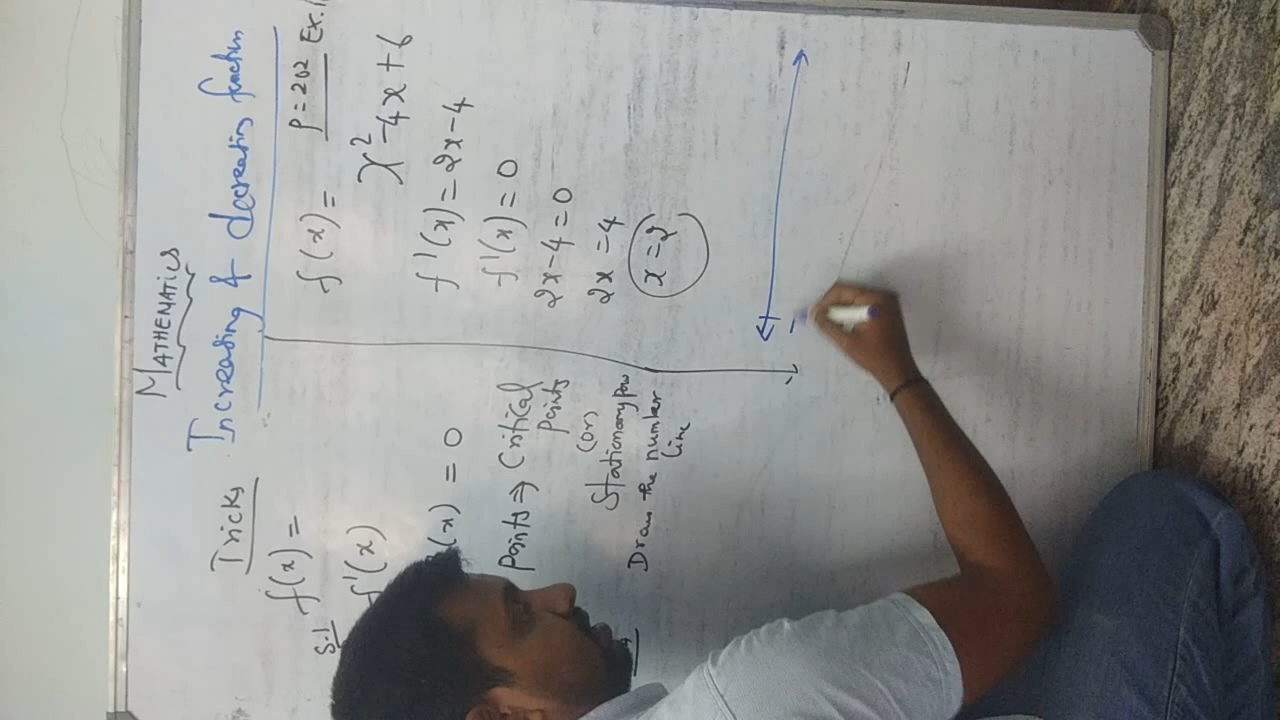 MATHEMATICS
Increasing & decreasing function
Tricks
S-1 f(x) =
f'(x)
(x) = 0
Points ⇒ Critical
Points
(or)
Stationary
Draw the number
line
P=202 Ex.
f(x) =
x²-4x+6
f'(x) = 2x-4
f'(x) = 0
2x-4=0
2x=4
x=2
-